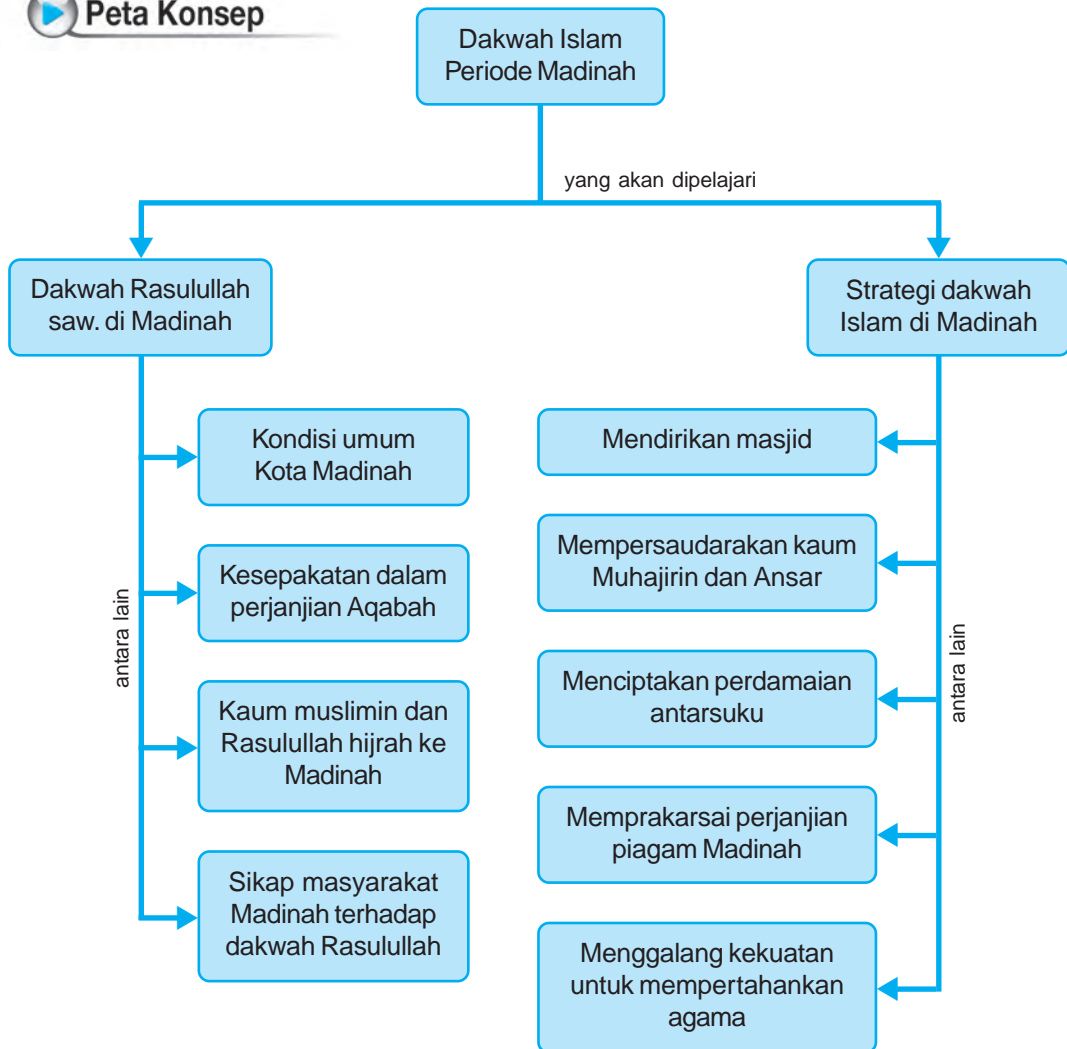 Peta Konsep
Dakwah Islam
Periode Madinah
yang akan dipelajari
Dakwah Rasulullah
saw. di Madinah
antara lain
Kondisi umum
Kota Madinah
Kesepakatan dalam
perjanjian Aqabah
Kaum muslimin dan
Rasulullah hijrah ke
Madinah
Sikap masyarakat
Madinah terhadap
dakwah Rasulullah
Strategi dakwah
Islam di Madinah
antara lain
Mendirikan masjid
Mempersaudarakan kaum
Muhajirin dan Ansar
Menciptakan perdamaian
antarsuku
Memprakarsai perjanjian
piagam Madinah
Menggalang kekuatan
untuk mempertahankan
agama